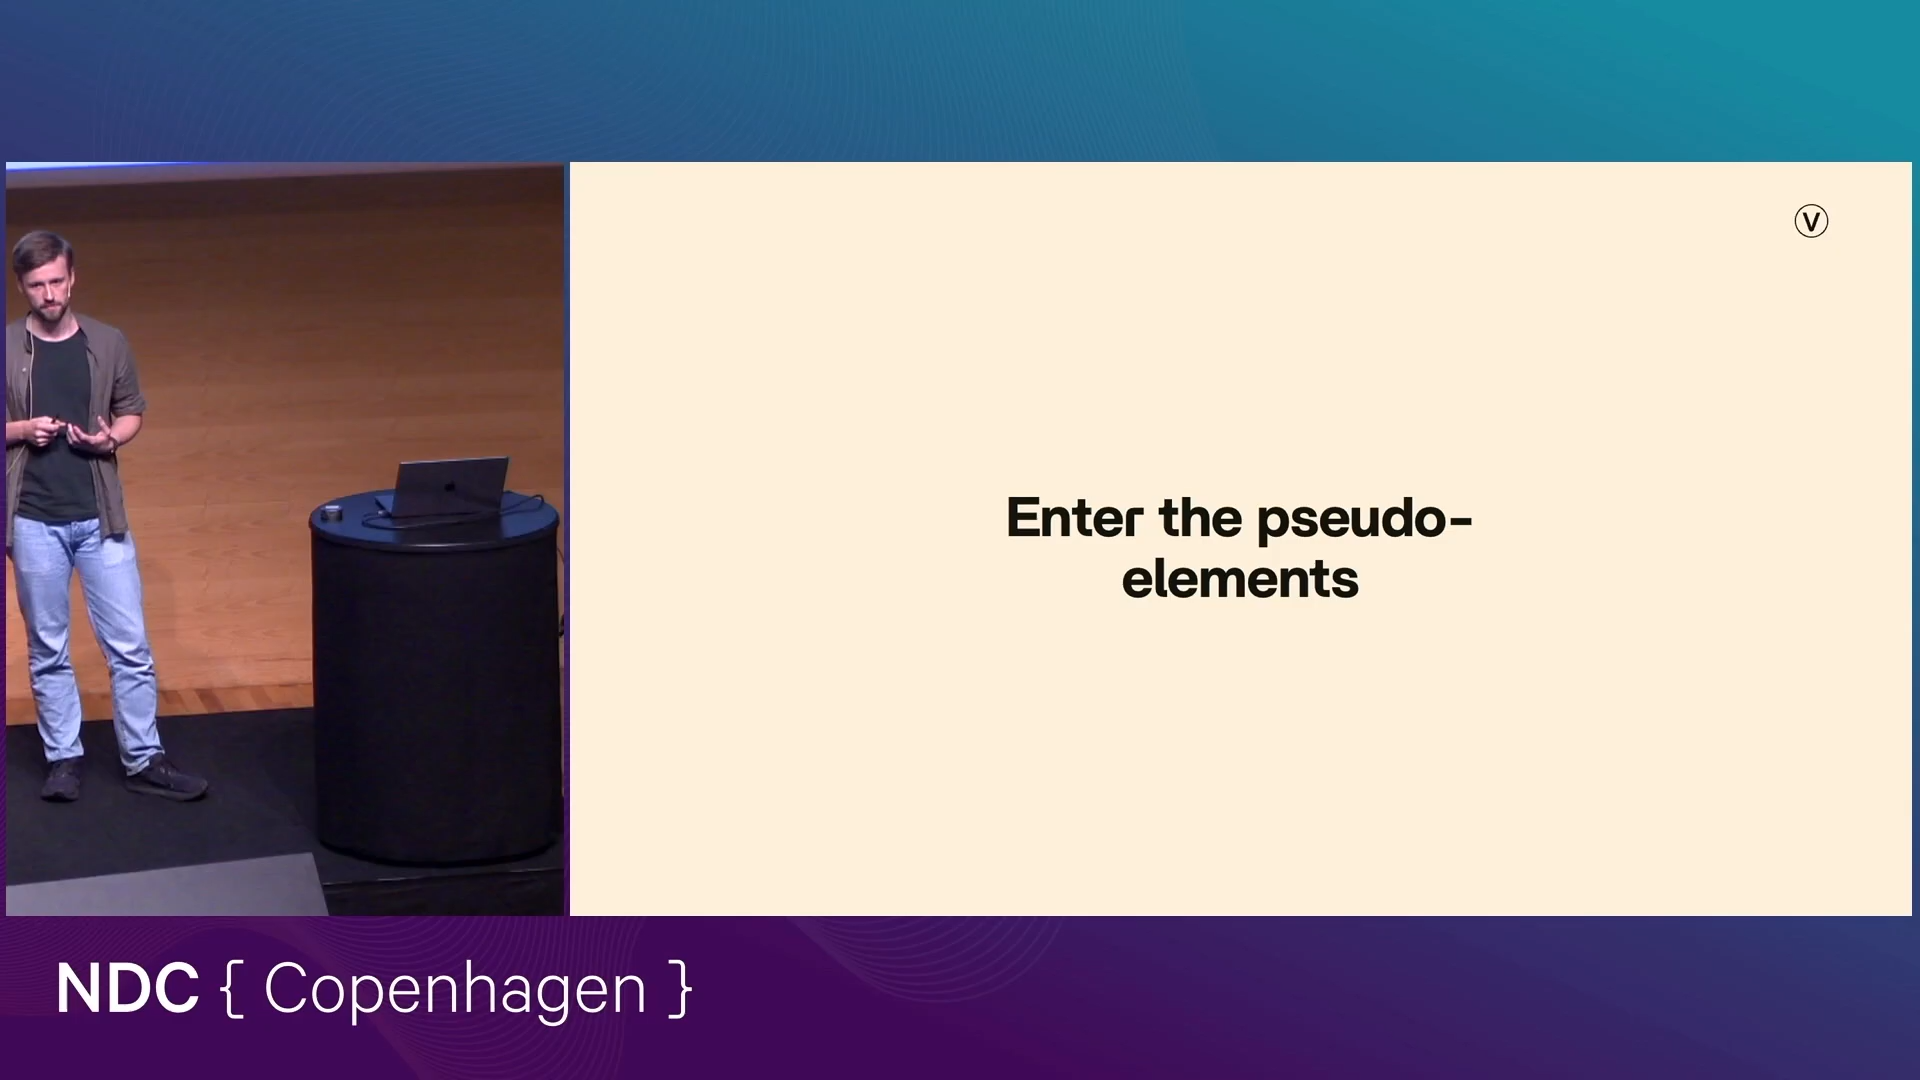 V
Enter the pseudo-
elements
NDC { Copenhagen }